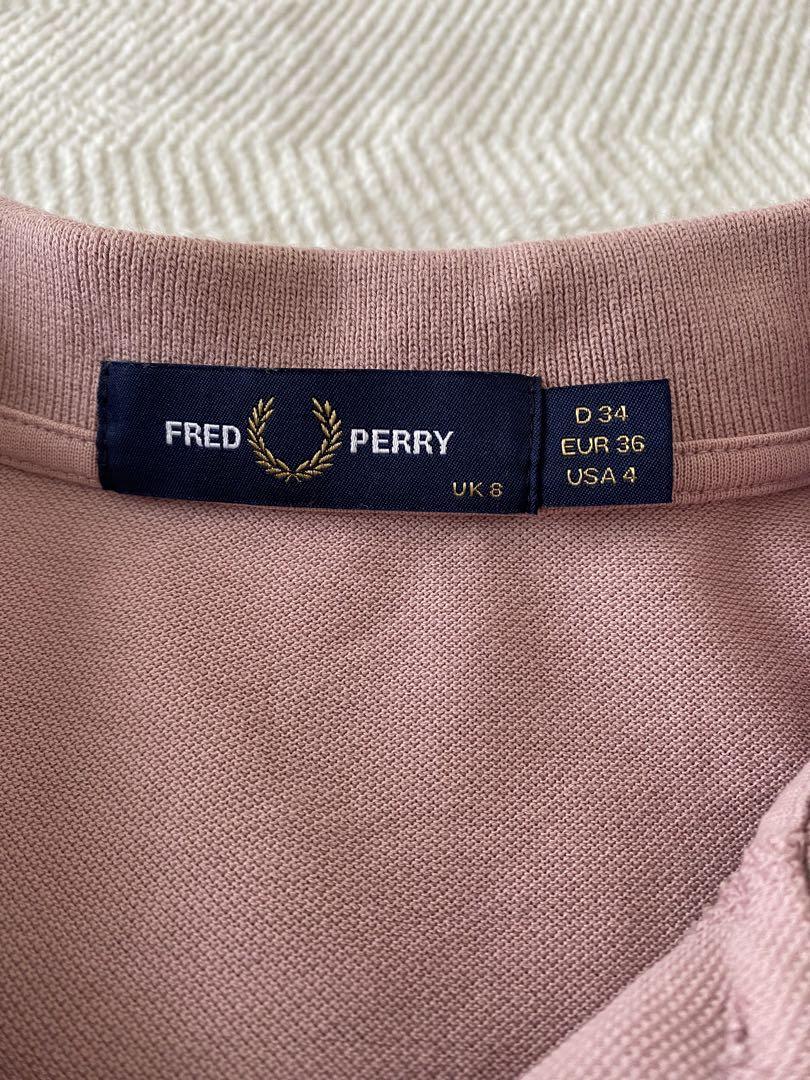 FRED PERRY
UK 8
D 34
EUR 36
USA 4